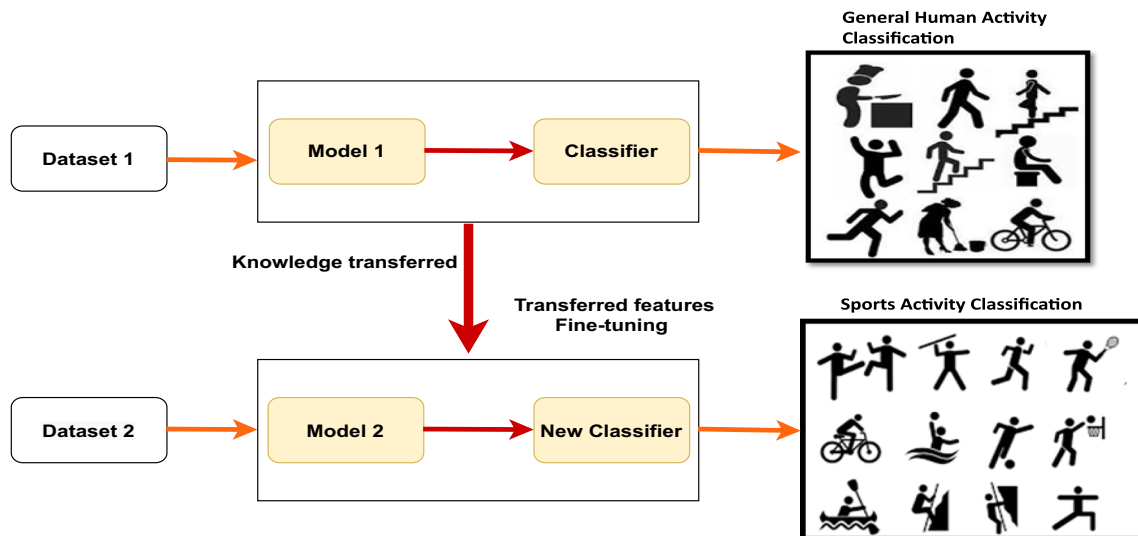 General Human Activity
Classification
Dataset 1
Model 1
Classifier
Knowledge transferred
Transferred features
Fine-tuning
Sports Activity Classification
Dataset 2
Model 2
New Classifier